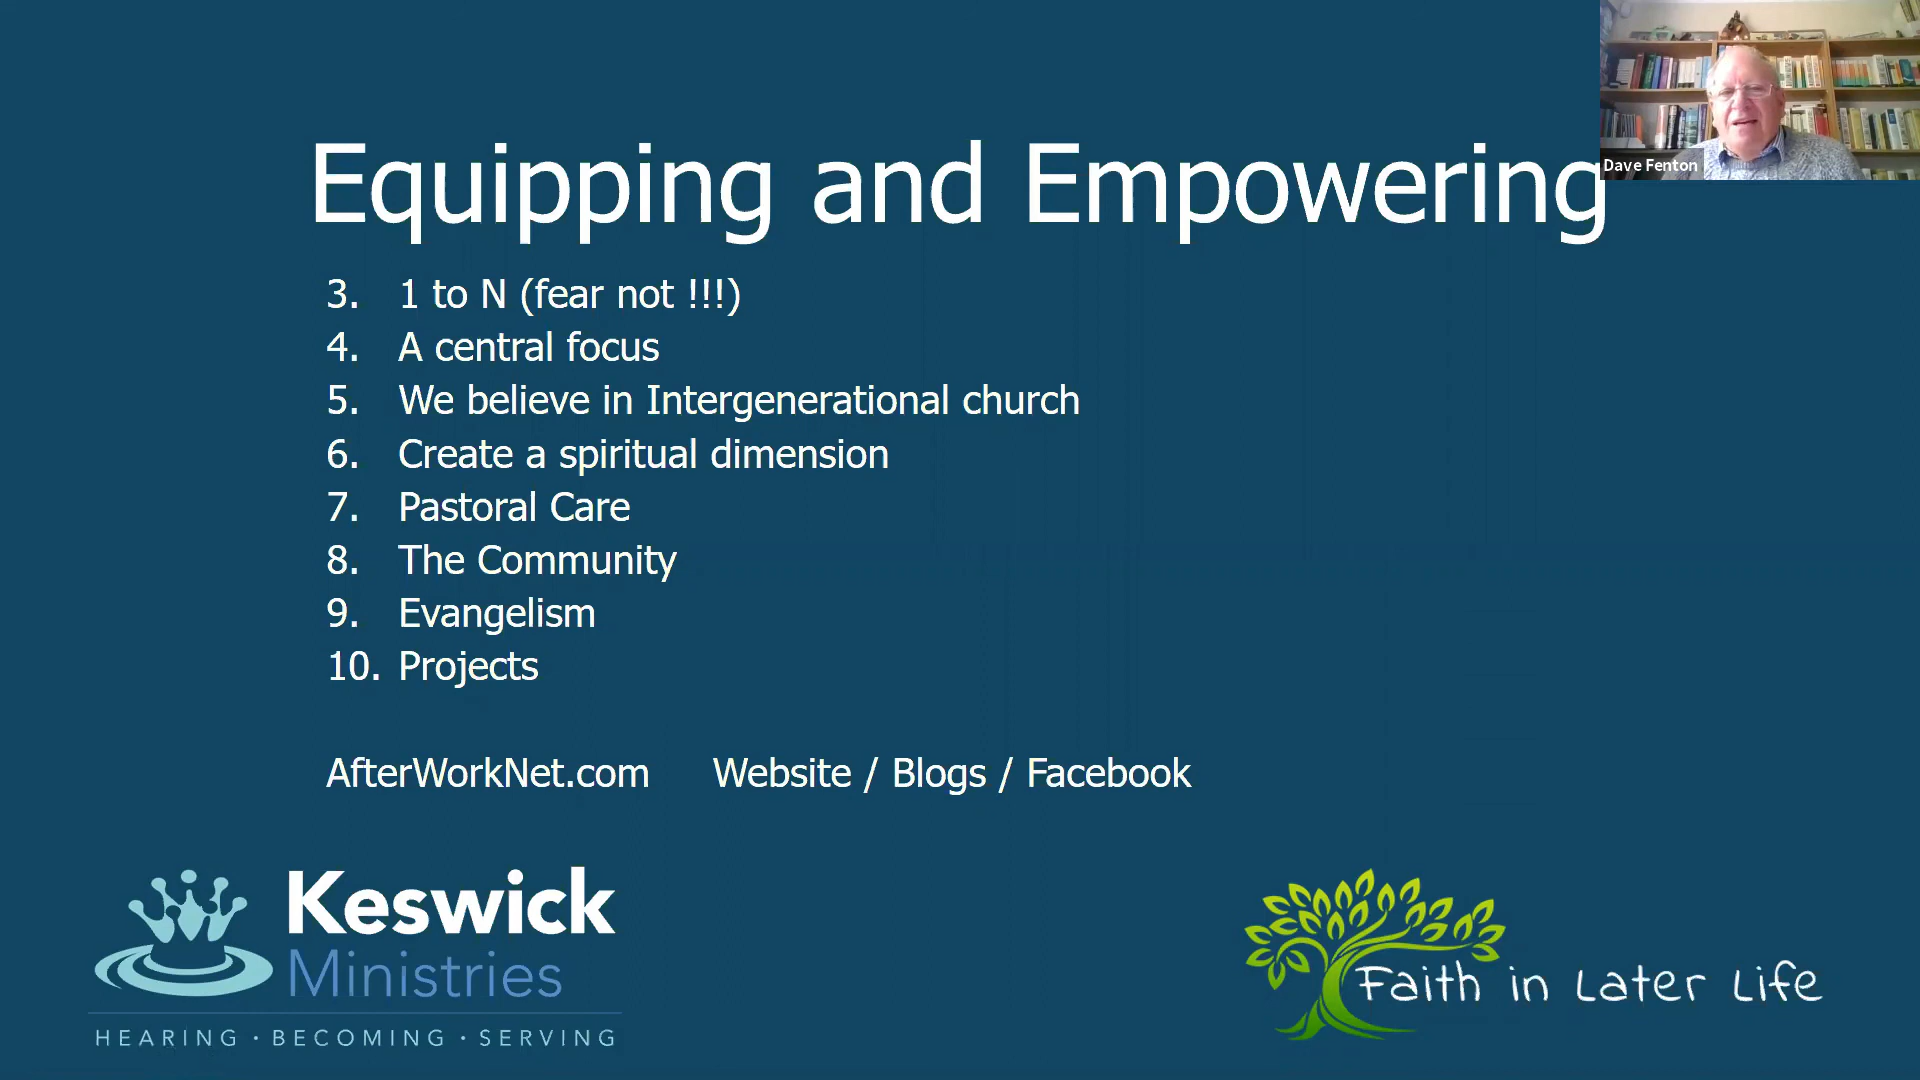 Equipping and Empowering
Dave Fenton
3. 1 to N (fear not !!!)
4. A central focus
5. We believe in Intergenerational church
6. Create a spiritual dimension
7. Pastoral Care
8. The Community
9. Evangelism
10. Projects
AfterWorkNet.com Website / Blogs / Facebook
Keswick
Ministries
HEARING · BECOMING · SERVING
Faith in Later Life